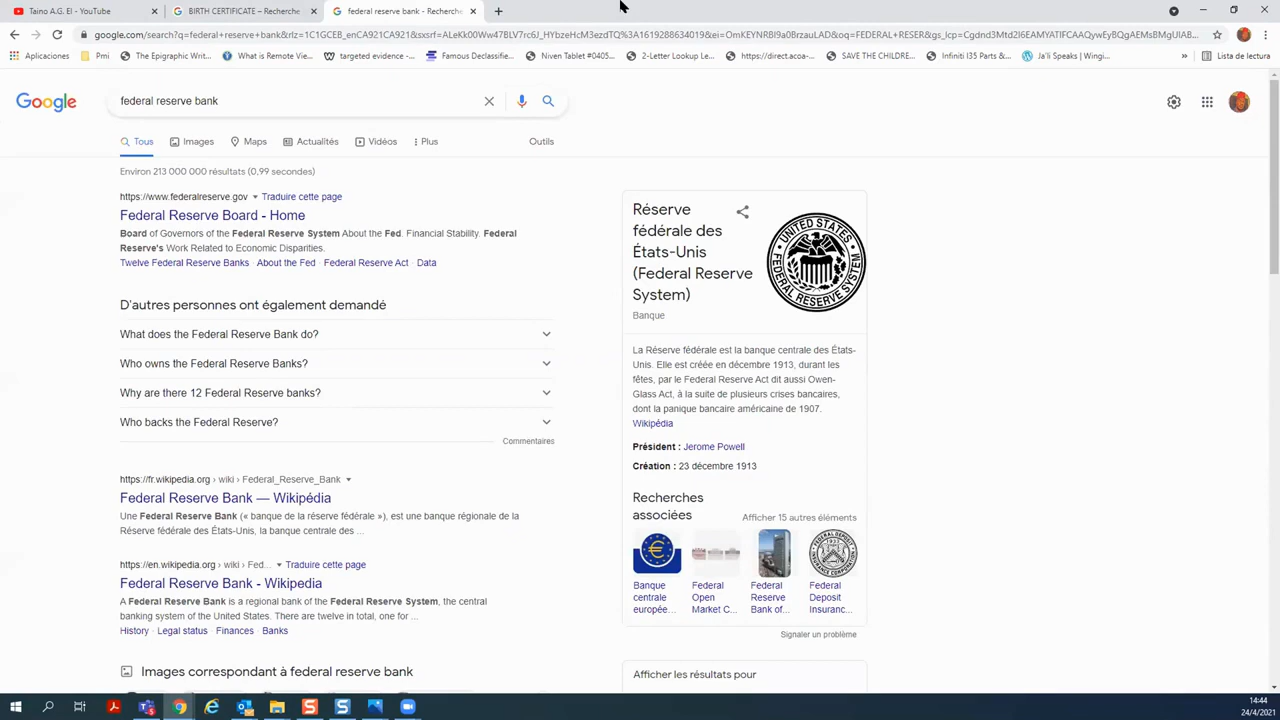 Taino A.G. El - YouTube
BIRTH CERTIFICATE – Recherche
federal reserve bank - Recherche
Aplicaciones
Pmi
The Epigraphic Writ...
What is Remote Vie...
targeted evidence -...
Famous Declassifie...
Niven Tablet #0405...
2-Letter Lookup Le...
https://direct.acoa-...
SAVE THE CHILDRE...
Infiniti I35 Parts &...
Ja'li Speaks | Wingi...
»
Lista de lectura
Google
federal reserve bank
Tous
Images
Maps
Actualités
Vidéos
Plus
Outils
Environ 213 000 000 résultats (0,99 secondes)
https://www.federalreserve.gov
Traduire cette page
Federal Reserve Board - Home
Board of Governors of the Federal Reserve System About the Fed. Financial Stability. Federal
Reserve's Work Related to Economic Disparities.
Twelve Federal Reserve Banks · About the Fed · Federal Reserve Act · Data
D'autres personnes ont également demandé
What does the Federal Reserve Bank do?
Who owns the Federal Reserve Banks?
Why are there 12 Federal Reserve banks?
Who backs the Federal Reserve?
Commentaires
https://fr.wikipedia.org › wiki › Federal_Reserve_Bank
Federal Reserve Bank — Wikipédia
Une Federal Reserve Bank (« banque de la réserve fédérale »), est une banque régionale de la
Réserve fédérale des États-Unis, la banque centrale des ...
https://en.wikipedia.org › wiki › Fed...
Traduire cette page
Federal Reserve Bank - Wikipedia
A Federal Reserve Bank is a regional bank of the Federal Reserve System, the central
banking system of the United States. There are twelve in total, one for ...
History · Legal status · Finances · Banks
Images correspondant à federal reserve bank
Réserve
fédérale des
États-Unis
(Federal Reserve
System)
Banque
UNITED STATES
FEDERAL RESERVE SYSTEM
La Réserve fédérale est la banque centrale des États-
Unis. Elle est créée en décembre 1913, durant les
fêtes, par le Federal Reserve Act dit aussi Owen-
Glass Act, à la suite de plusieurs crises bancaires,
dont la panique bancaire américaine de 1907.
Wikipédia
Président : Jerome Powell
Création : 23 décembre 1913
Recherches
associées
Afficher 15 autres éléments
Banque
centrale
europée...
Federal
Open
Market C...
Federal
Reserve
Bank of...
Federal
Deposit
Insuranc...
Signaler un problème
Afficher les résultats pour
14:44
24/4/2021